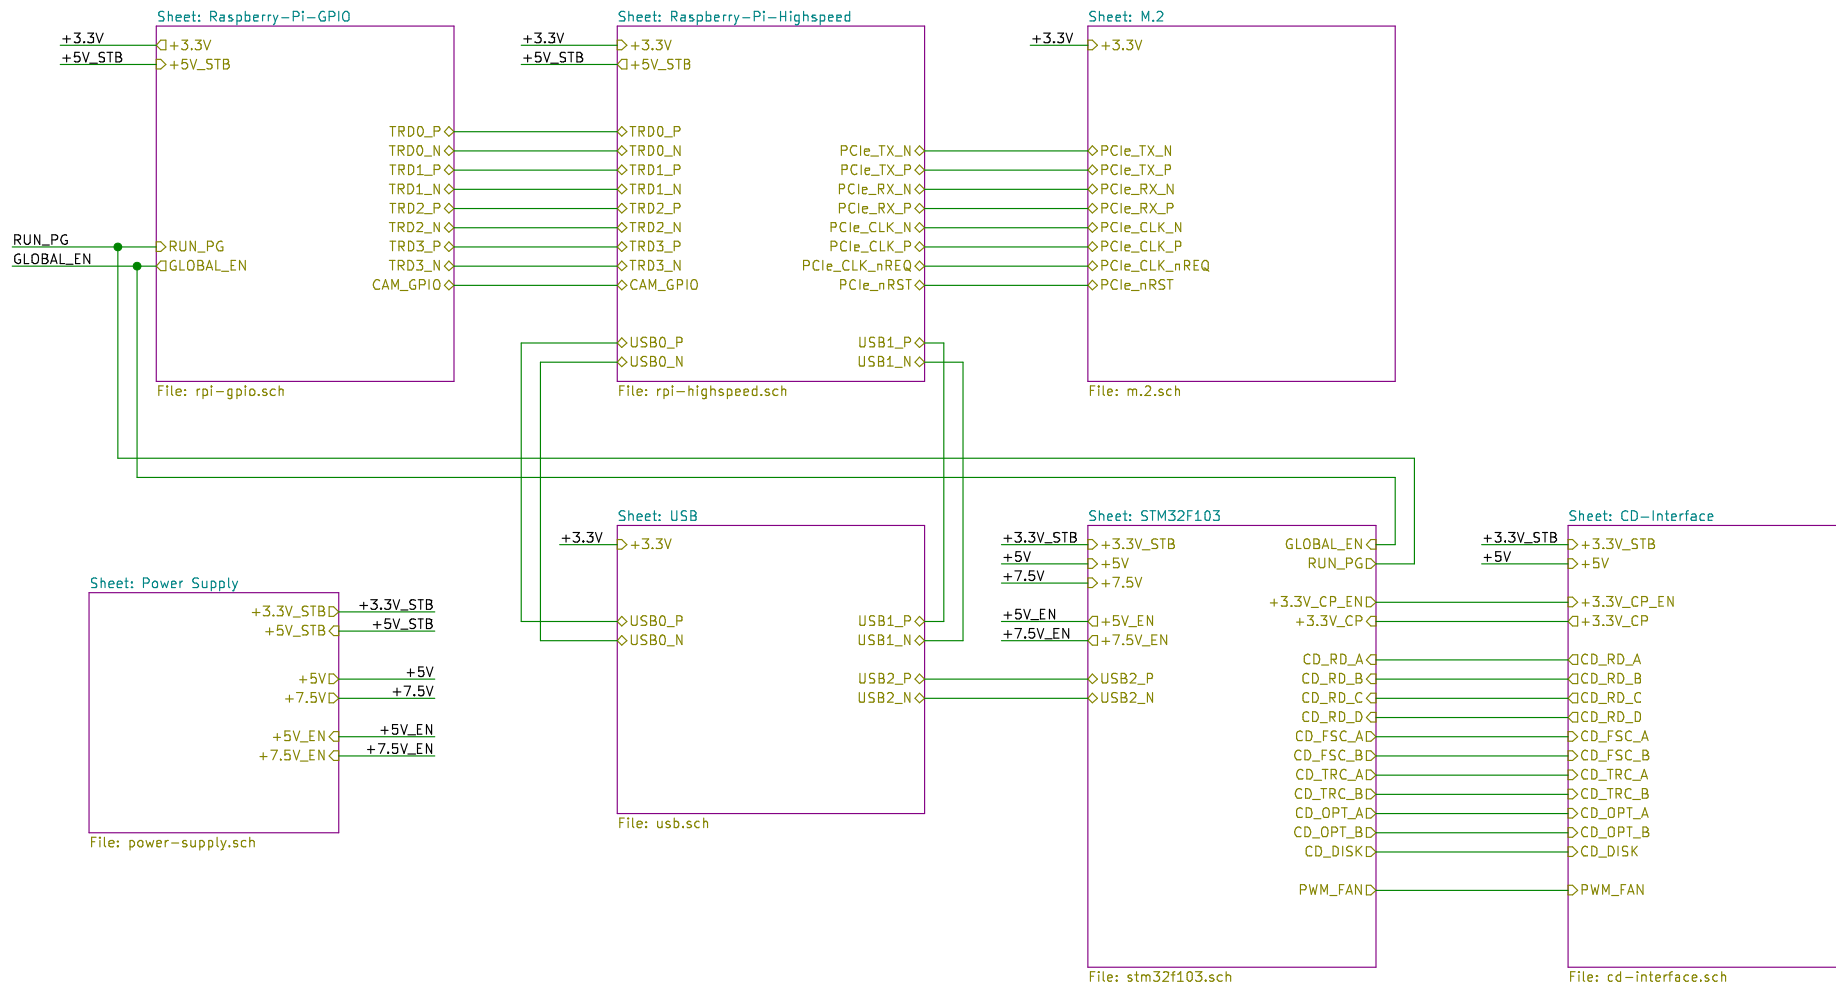 Sheet: Raspberry-Pi-GPIO
+3.3V
+3.3V
+5V_STB
+5V_STB
TRD0_P
TRD0_N
TRD1_P
TRD1_N
TRD2_P
TRD2_N
TRD3_P
TRD3_N
CAM_GPIO
RUN_PG
RUN_PG
GLOBAL_EN
GLOBAL_EN
File: rpi-gpio.sch
Sheet: Raspberry-Pi-Highspeed
+3.3V
+3.3V
+5V_STB
+5V_STB
TRD0_P
TRD0_N
TRD1_P
TRD1_N
TRD2_P
TRD2_N
TRD3_P
TRD3_N
CAM_GPIO
USB0_P
USB0_N
PCIe_TX_N
PCIe_TX_P
PCIe_RX_N
PCIe_RX_P
PCIe_CLK_N
PCIe_CLK_P
PCIe_CLK_nREQ
PCIe_nRST
USB1_P
USB1_N
File: rpi-highspeed.sch
Sheet: M.2
+3.3V
+3.3V
PCIe_TX_N
PCIe_TX_P
PCIe_RX_N
PCIe_RX_P
PCIe_CLK_N
PCIe_CLK_P
PCIe_CLK_nREQ
PCIe_nRST
File: m.2.sch
Sheet: Power Supply
+3.3V_STB
+3.3V_STB
+5V_STB
+5V_STB
+5V
+5V
+7.5V
+7.5V
+5V_EN
+5V_EN
+7.5V_EN
+7.5V_EN
File: power-supply.sch
Sheet: USB
+3.3V
+3.3V
USB0_P
USB0_N
USB1_P
USB1_N
USB2_P
USB2_N
File: usb.sch
Sheet: STM32F103
+3.3V_STB
+3.3V_STB
+5V
+5V
+7.5V
+7.5V
+5V_EN
+5V_EN
+7.5V_EN
+7.5V_EN
USB2_P
USB2_N
GLOBAL_EN
RUN_PG
+3.3V_CP_EN
+3.3V_CP
CD_RD_A
CD_RD_B
CD_RD_C
CD_RD_D
CD_FSC_A
CD_FSC_B
CD_TRC_A
CD_TRC_B
CD_OPT_A
CD_OPT_B
CD_DISK
PWM_FAN
File: stm32f103.sch
Sheet: CD-Interface
+3.3V_STB
+3.3V_STB
+5V
+5V
+3.3V_CP_EN
+3.3V_CP
CD_RD_A
CD_RD_B
CD_RD_C
CD_RD_D
CD_FSC_A
CD_FSC_B
CD_TRC_A
CD_TRC_B
CD_OPT_A
CD_OPT_B
CD_DISK
PWM_FAN
File: cd-interface.sch